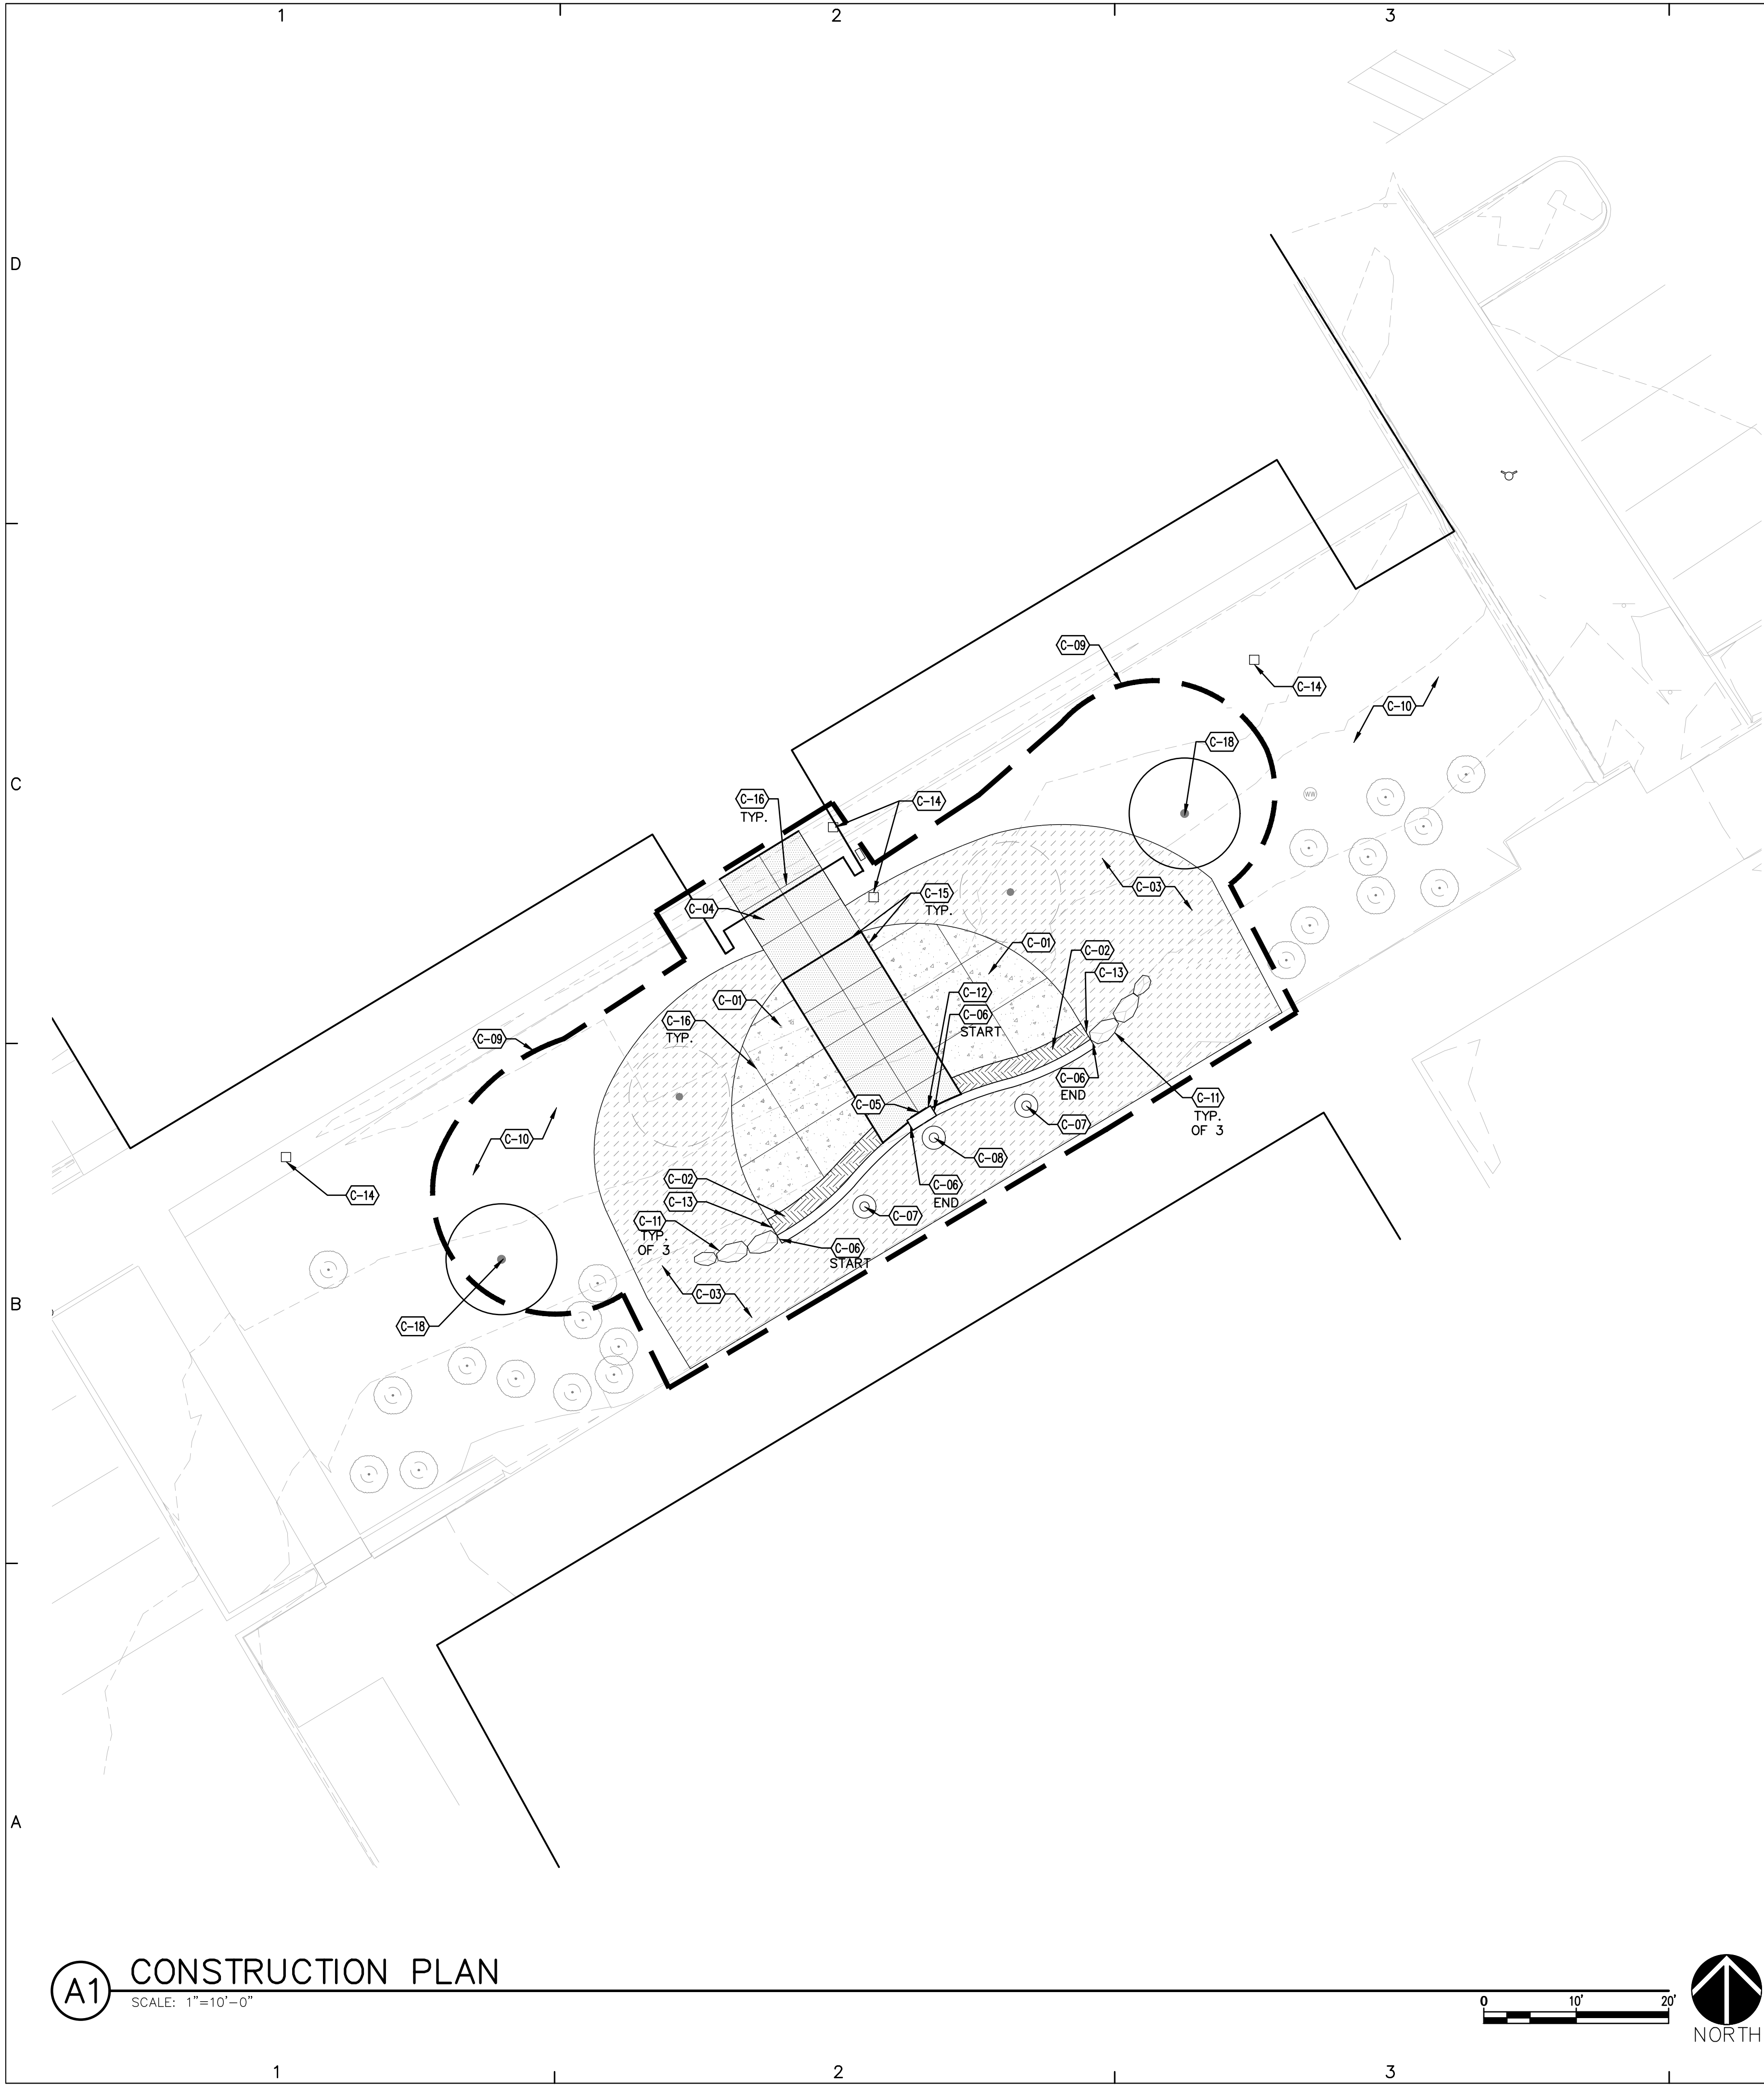 1
2
3
D
C-09
C-14
C-10
C-18
C
C-16
TYP.
C-14
C-03
C-15
TYP.
C-04
C-01
C-02
C-13
C-12
C-01
C-06
START
C-16
TYP.
C-09
C-06
END
C-11
TYP.
OF 3
C-05
C-07
C-10
C-08
C-02
C-06
END
C-14
C-13
C-07
C-11
TYP.
OF 3
C-06
START
C-03
B
C-18
WW
A
A1
CONSTRUCTION PLAN
SCALE: 1"=10'-0"
0 10' 20'
NORTH
1
2
3